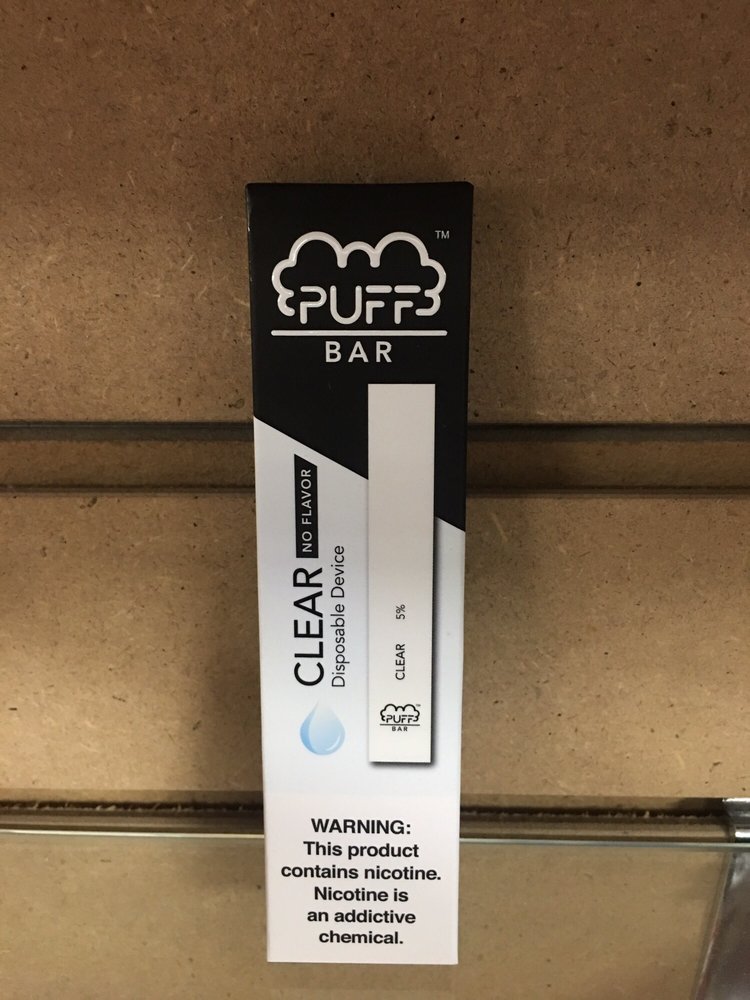 PUFF
TM
BAR
CLEAR NO FLAVOR
Disposable Device
CLEAR 5%
PUFF
BAR
WARNING:
This product
contains nicotine.
Nicotine is
an addictive
chemical.